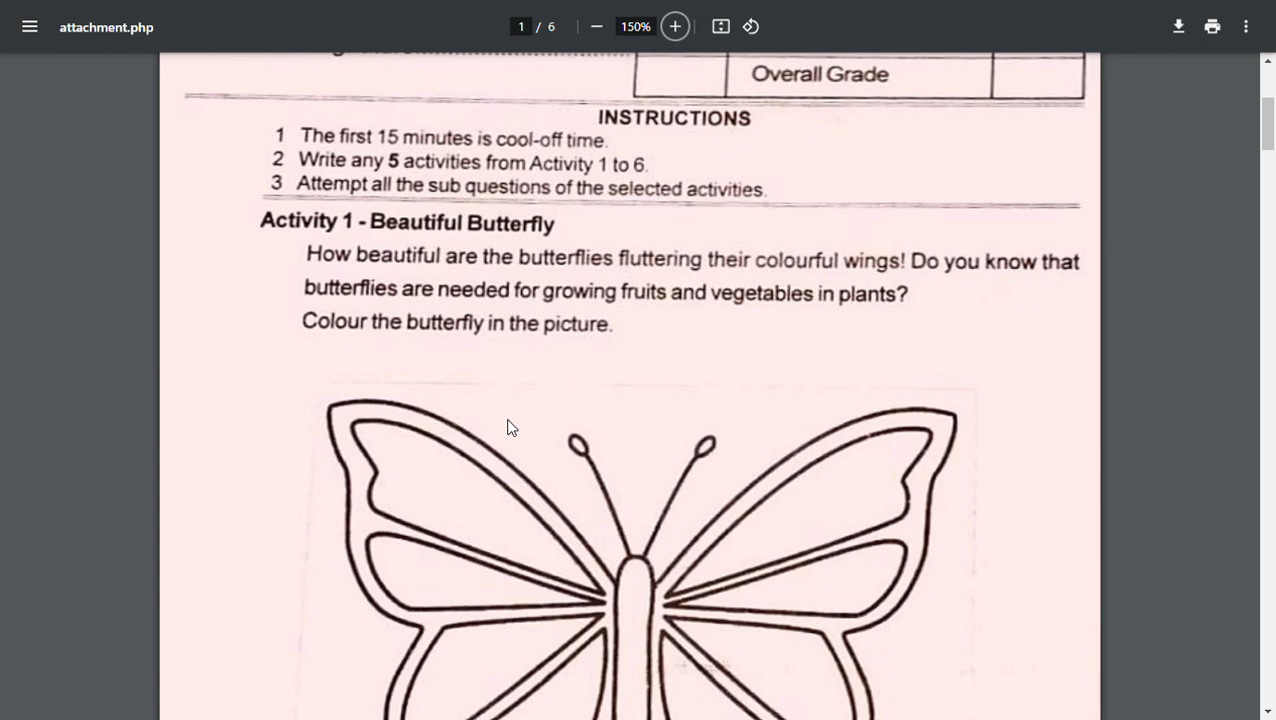 attachment.php
1 / 6
150%
Overall Grade
INSTRUCTIONS
1 The first 15 minutes is cool-off time.
2 Write any 5 activities from Activity 1 to 6.
3 Attempt all the sub questions of the selected activities.
Activity 1 - Beautiful Butterfly
How beautiful are the butterflies fluttering their colourful wings! Do you know that
butterflies are needed for growing fruits and vegetables in plants?
Colour the butterfly in the picture.